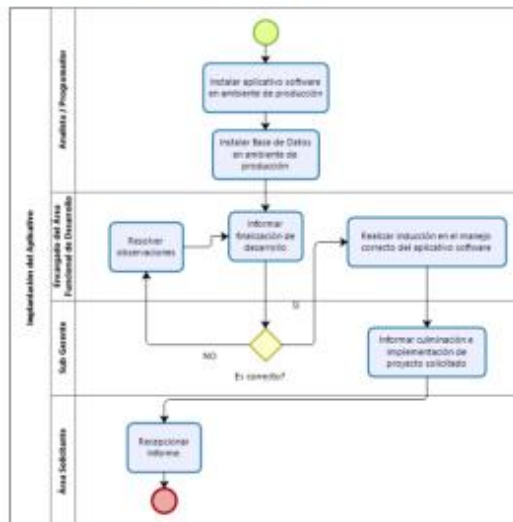 Implantación del Aplicativo
Analista / Programador
Instalar aplicativo software
en ambiente de producción
Instalar Base de Datos
en ambiente de
producción
Encargado del Área
Funcional de Desarrollo
Resolver
observaciones
Informar
finalización de
desarrollo
Realizar inducción en el manejo
correcto del aplicativo software
SI
Sub Gerente
NO
Es correcto?
Informar culminación e
implementación de
proyecto solicitado
Área Solicitante
Recepcionar
Informe